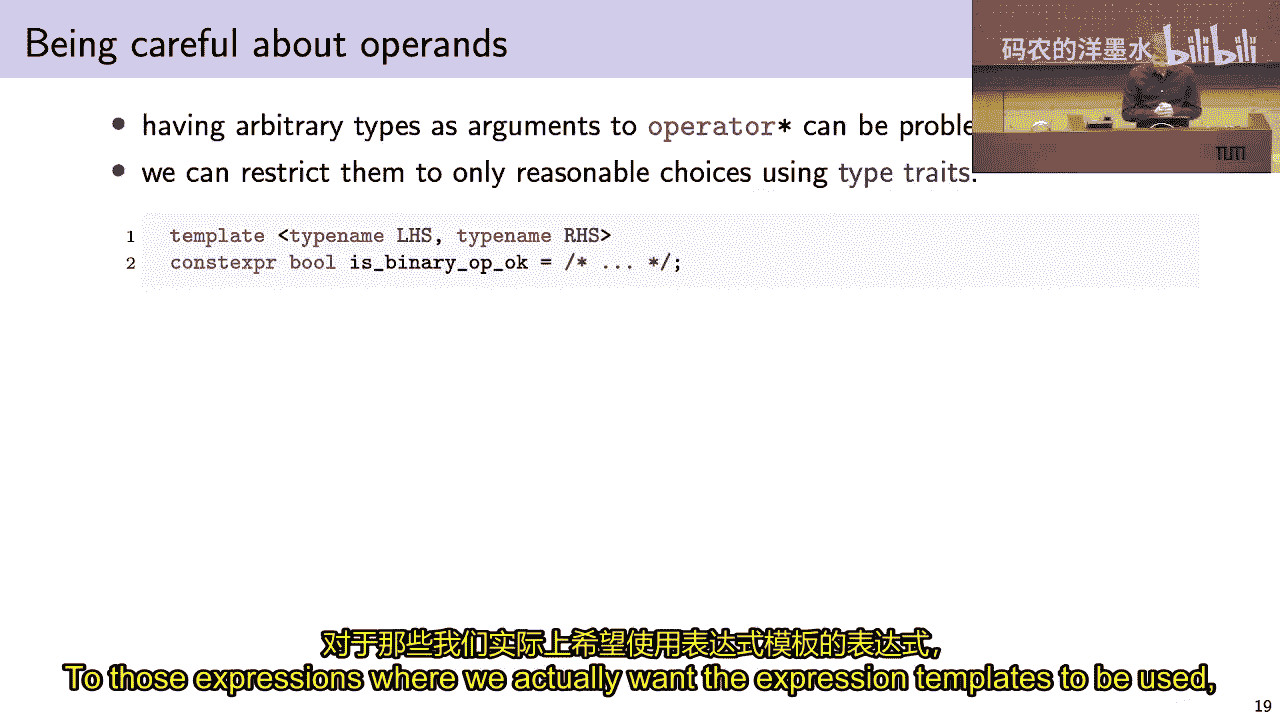 Being careful about operands
码农的洋墨水 bilibili
• having arbitrary types as arguments to operator* can be
• we can restrict them to only reasonable choices using type traits.
1 template <typename LHS, typename RHS>
2 constexpr bool is_binary_op_ok = /* ... */;
TUM
对于那些我们实际上希望使用表达式模板的表达式,
To those expressions where we actually want the expression templates to be used,
19